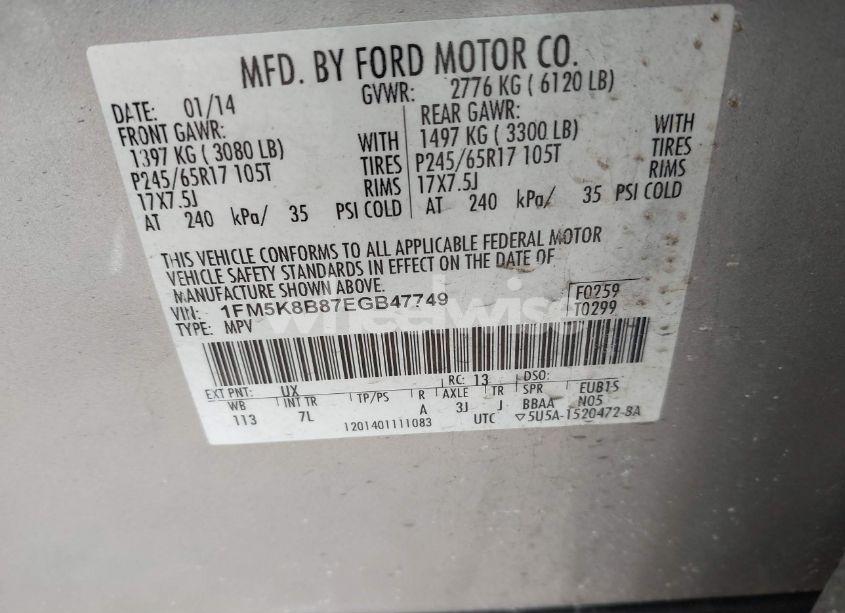 MFD. BY FORD MOTOR CO.
DATE: 01/14 GVWR: 2776 KG ( 6120 LB)
FRONT GAWR: REAR GAWR:
1397 KG ( 3080 LB) WITH 1497 KG ( 3300 LB) WITH
P245/65R17 105T TIRES P245/65R17 105T TIRES
17X7.5J RIMS 17X7.5J RIMS
AT 240 kPa/ 35 PSI COLD AT 240 kPa/ 35 PSI COLD
THIS VEHICLE CONFORMS TO ALL APPLICABLE FEDERAL MOTOR
VEHICLE SAFETY STANDARDS IN EFFECT ON THE DATE OF
MANUFACTURE SHOWN ABOVE.
VIN: 1FM5K8B87EGB47749 F0259
TYPE: MPV T0299
wheelwise
EXT PNT: UX RC: 13 DSO:
WB INT TR TP/PS R AXLE TR SPR EUB1S
113 7L A 3J J BBAA N05
1201401111083 UTC ▽5U5A-1520472-BA